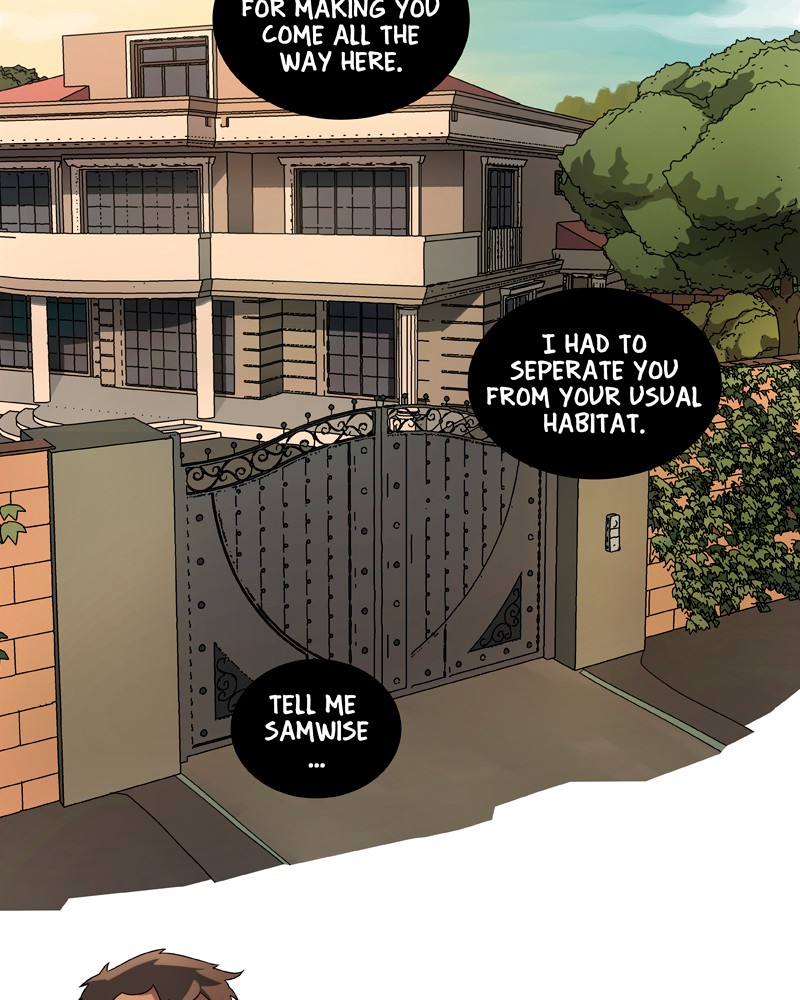 FOR MAKING YOU
COME ALL THE
WAY HERE.
I HAD TO
SEPERATE YOU
FROM YOUR USUAL
HABITAT.
TELL ME
SAMWISE
...